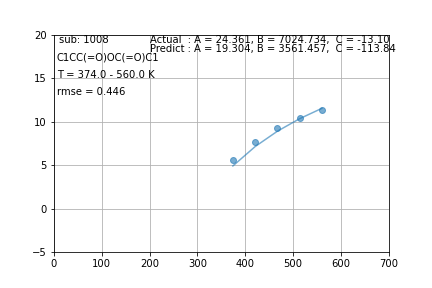 sub: 1008
Actual : A = 24.361, B = 7024.734, C = -13.10
Predict : A = 19.304, B = 3561.457, C = -113.84
C1CC(=O)OC(=O)C1
T = 374.0 - 560.0 K
rmse = 0.446
20
15
10
5
0
−5
0 100 200 300 400 500 600 700